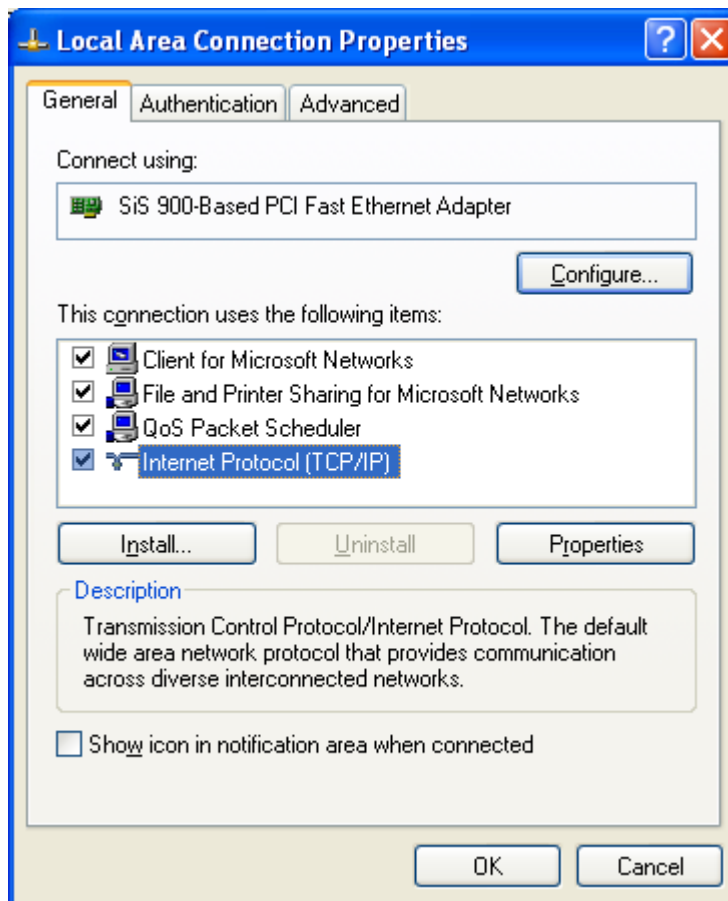 Local Area Connection Properties
General Authentication Advanced
Connect using:
SiS 900-Based PCI Fast Ethernet Adapter
Configure...
This connection uses the following items:
Client for Microsoft Networks
File and Printer Sharing for Microsoft Networks
QoS Packet Scheduler
Internet Protocol (TCP/IP)
Install... Uninstall Properties
Description
Transmission Control Protocol/Internet Protocol. The default
wide area network protocol that provides communication
across diverse interconnected networks.
Show icon in notification area when connected
OK Cancel